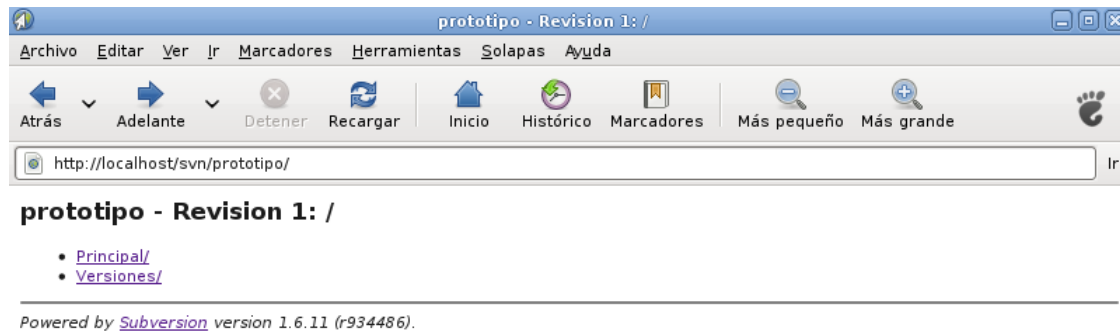 prototipo - Revision 1: /
Archivo Editar Ver Ir Marcadores Herramientas Solapas Ayuda
Atrás Adelante Detener Recargar Inicio Histórico Marcadores Más pequeño Más grande
http://localhost/svn/prototipo/ Ir
prototipo - Revision 1: /
• Principal/
• Versiones/
Powered by Subversion version 1.6.11 (r934486).